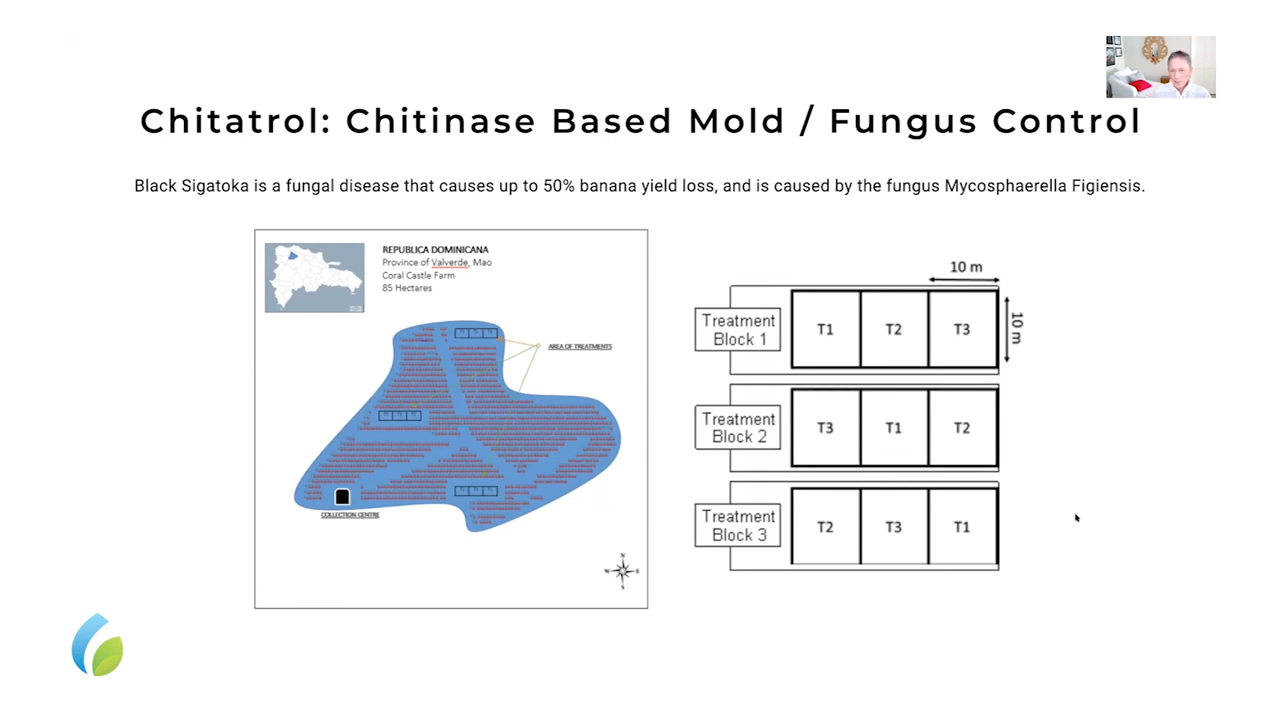 Chitatrol: Chitinase Based Mold / Fungus Control
Black Sigatoka is a fungal disease that causes up to 50% banana yield loss, and is caused by the fungus Mycosphaerella Figiensis.
REPUBLICA DOMINICANA
Province of Valverde, Mao
Coral Castle Farm
85 Hectares
AREA OF TREATMENTS
COLLECTION CENTRE
N
W E
S
10 m
10 m
Treatment
Block 1
T1 T2 T3
Treatment
Block 2
T3 T1 T2
Treatment
Block 3
T2 T3 T1